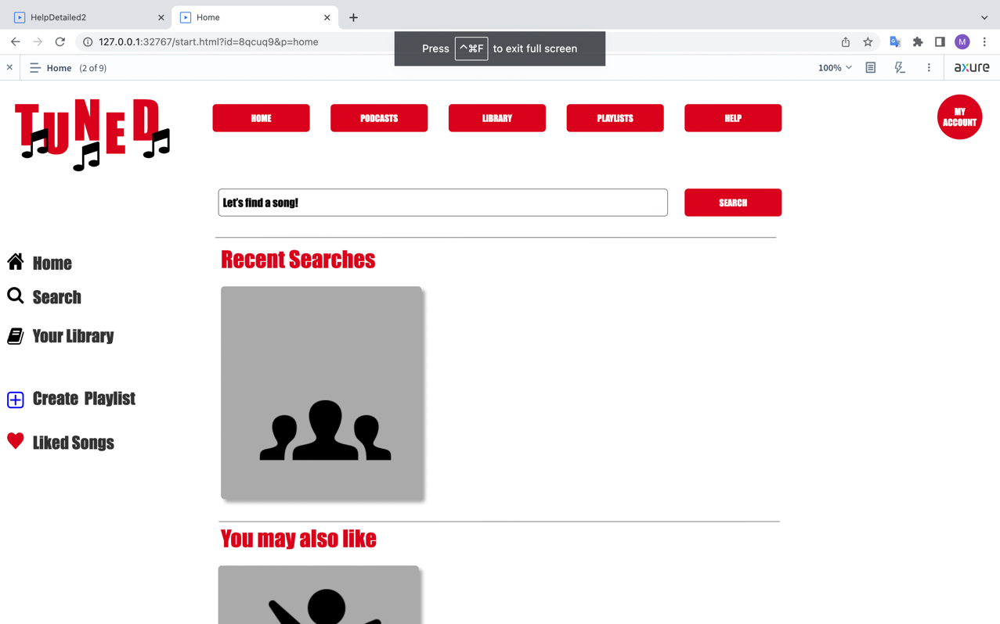 HelpDetailed2
Home
127.0.0.1:32767/start.html?id=8qcuq9&p=home
Press ^⌘F to exit full screen
M
Home (2 of 9)
100%
axure
TUNED
HOME
PODCASTS
LIBRARY
PLAYLISTS
HELP
MY
ACCOUNT
Let's find a song!
SEARCH
Home
Search
Your Library
Create Playlist
Liked Songs
Recent Searches
You may also like